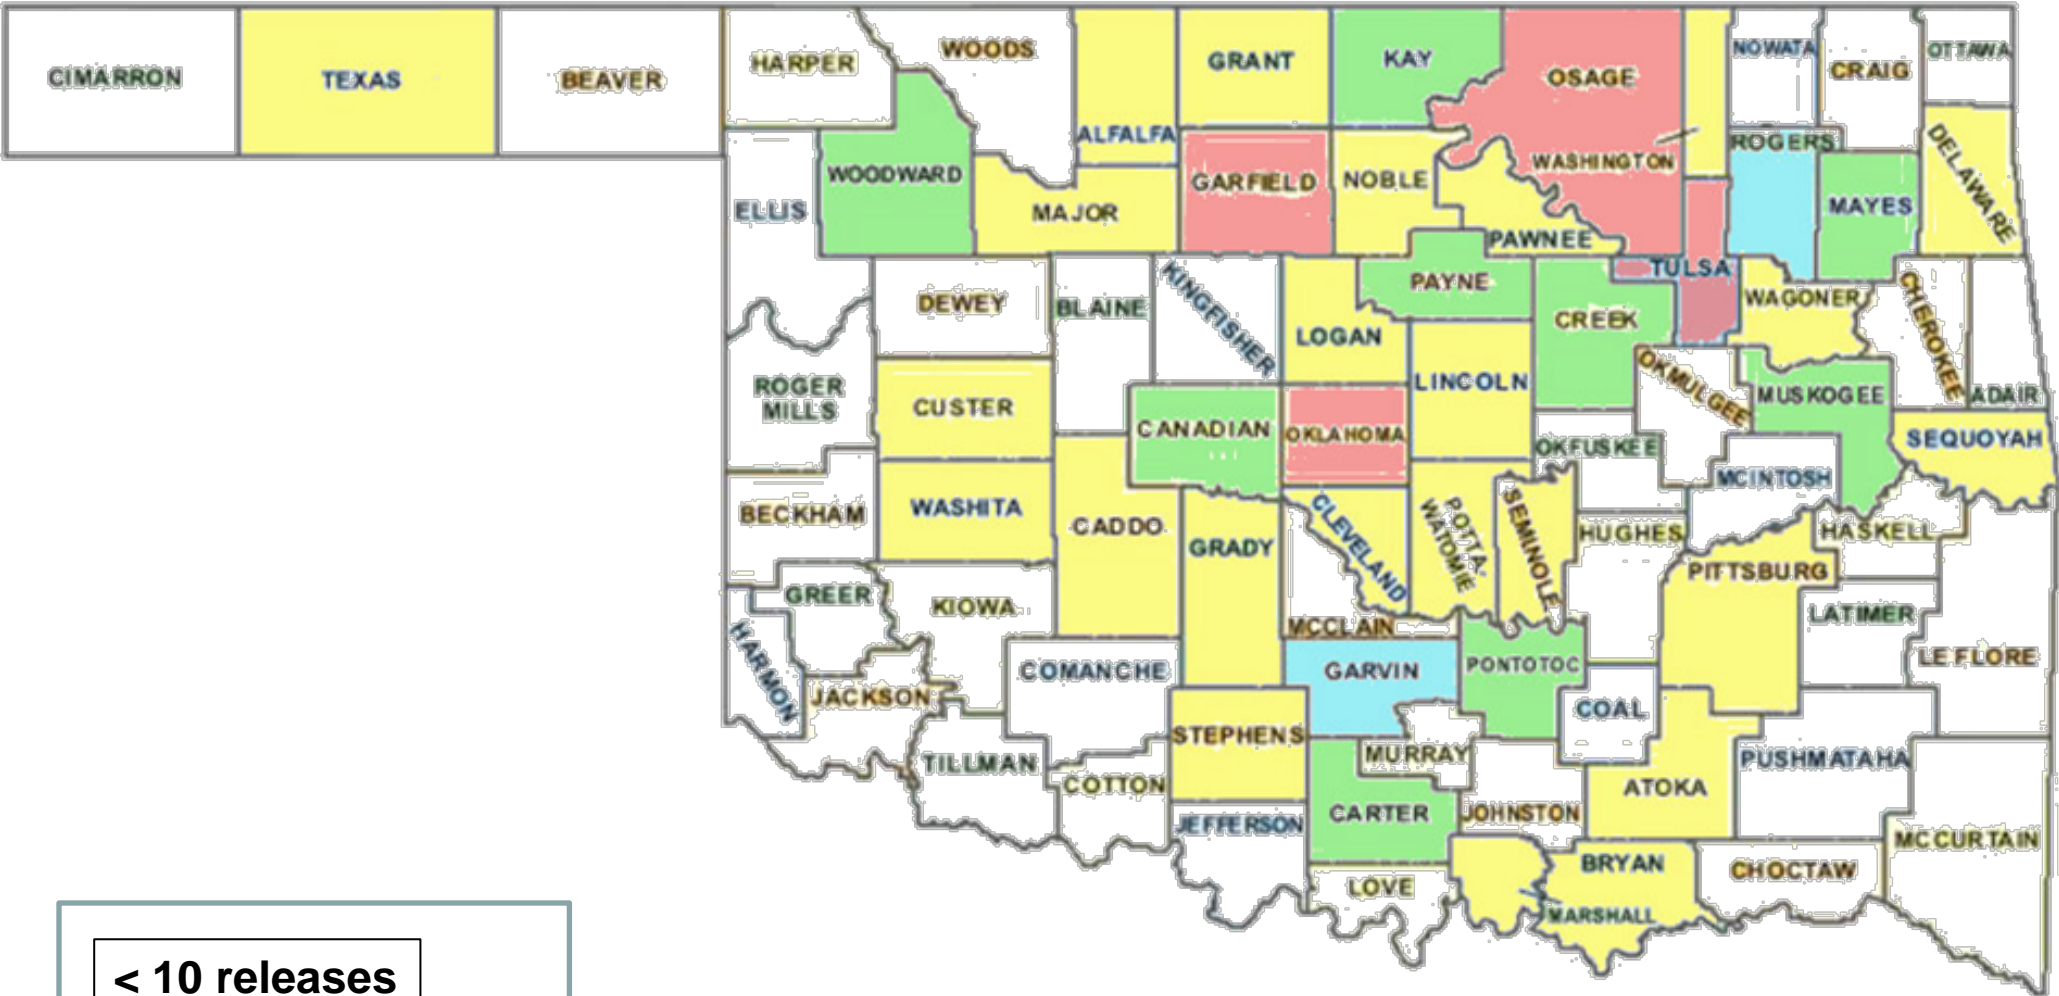 CIMARRON
TEXAS
BEAVER
HARPER
WOODS
ALFALFA
GRANT
KAY
OSAGE
WASHINGTON
NOWATA
CRAIG
OTTAWA
ELLIS
WOODWARD
MAJOR
GARFIELD
NOBLE
PAWNEE
ROGERS
MAYES
DELAWARE
DEWEY
BLAINE
KINGFISHER
LOGAN
PAYNE
CREEK
TULSA
WAGONER
CHEROKEE
ADAIR
ROGER
MILLS
CUSTER
CANADIAN
OKLAHOMA
LINCOLN
OKMULGEE
MUSKOGEE
SEQUOYAH
OKFUSKEE
MCINTOSH
BECKHAM
WASHITA
CADDO
GRADY
CLEVELAND
POTTA-
WATOMIE
SEMINOLE
HUGHES
PITTSBURG
HASKELL
GREER
KIOWA
MCCLAIN
LATIMER
HARMON
JACKSON
COMANCHE
GARVIN
PONTOTOC
COAL
LE FLORE
TILLMAN
COTTON
STEPHENS
MURRAY
ATOKA
PUSHMATAHA
JEFFERSON
CARTER
JOHNSTON
MCCURTAIN
LOVE
MARSHALL
BRYAN
CHOCTAW
< 10 releases